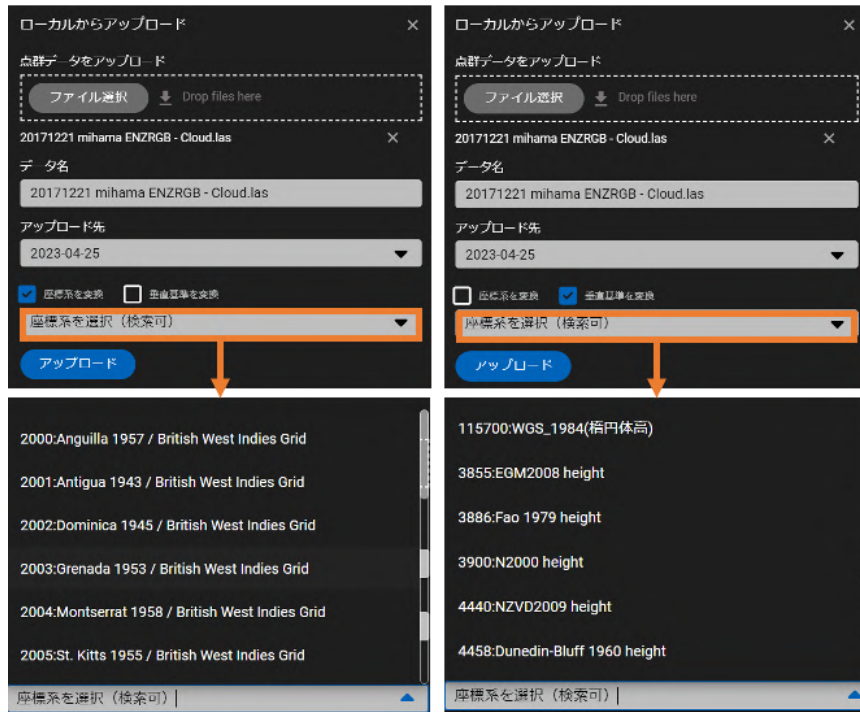 ローカルからアップロード ×
点群データをアップロード
ファイル選択 Drop files here
20171221 mihama ENZRGB - Cloud.las ×
データ名
20171221 mihama ENZRGB - Cloud.las
アップロード先
2023-04-25
座標系を変換 垂直基準を変換
座標系を選択（検索可）
アップロード
2000:Anguilla 1957 / British West Indies Grid
2001:Antigua 1943 / British West Indies Grid
2002:Dominica 1945 / British West Indies Grid
2003:Grenada 1953 / British West Indies Grid
2004:Montserrat 1958 / British West Indies Grid
2005:St. Kitts 1955 / British West Indies Grid
座標系を選択（検索可）
ローカルからアップロード ×
点群データをアップロード
ファイル選択 Drop files here
20171221 mihama ENZRGB - Cloud.las ×
データ名
20171221 mihama ENZRGB - Cloud.las
アップロード先
2023-04-25
座標系を変換 垂直基準を変換
座標系を選択（検索可）
アップロード
115700:WGS_1984(楕円体高)
3855:EGM2008 height
3886:Fao 1979 height
3900:N2000 height
4440:NZVD2009 height
4458:Dunedin-Bluff 1960 height
座標系を選択（検索可）